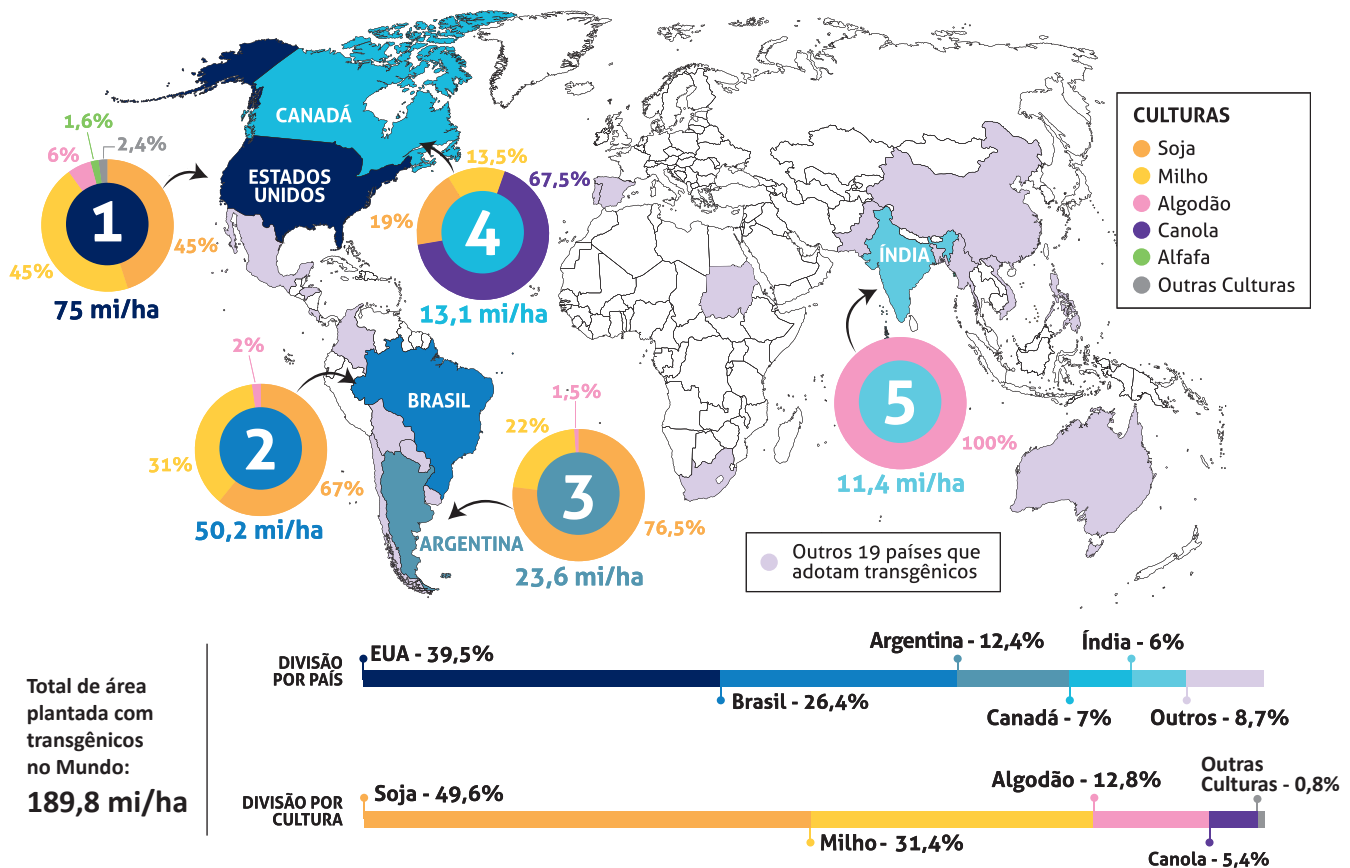 CANADÁ
ESTADOS
UNIDOS
1,6%
2,4%
6%
1
45%
45%
75 mi/ha
13,5%
67,5%
19%
4
13,1 mi/ha
CULTURAS
Soja
Milho
Algodão
Canola
Alfafa
Outras Culturas
ÍNDIA
5
100%
11,4 mi/ha
2%
BRASIL
31%
2
67%
50,2 mi/ha
1,5%
22%
3
76,5%
ARGENTINA
23,6 mi/ha
Outros 19 países que
adotam transgênicos
Total de área
plantada com
transgênicos
no Mundo:
189,8 mi/ha
DIVISÃO
POR PAÍS
EUA - 39,5%
Brasil - 26,4%
Argentina - 12,4%
Canadá - 7%
Índia - 6%
Outros - 8,7%
DIVISÃO POR
CULTURA
Soja - 49,6%
Milho - 31,4%
Algodão - 12,8%
Canola - 5,4%
Outras
Culturas - 0,8%